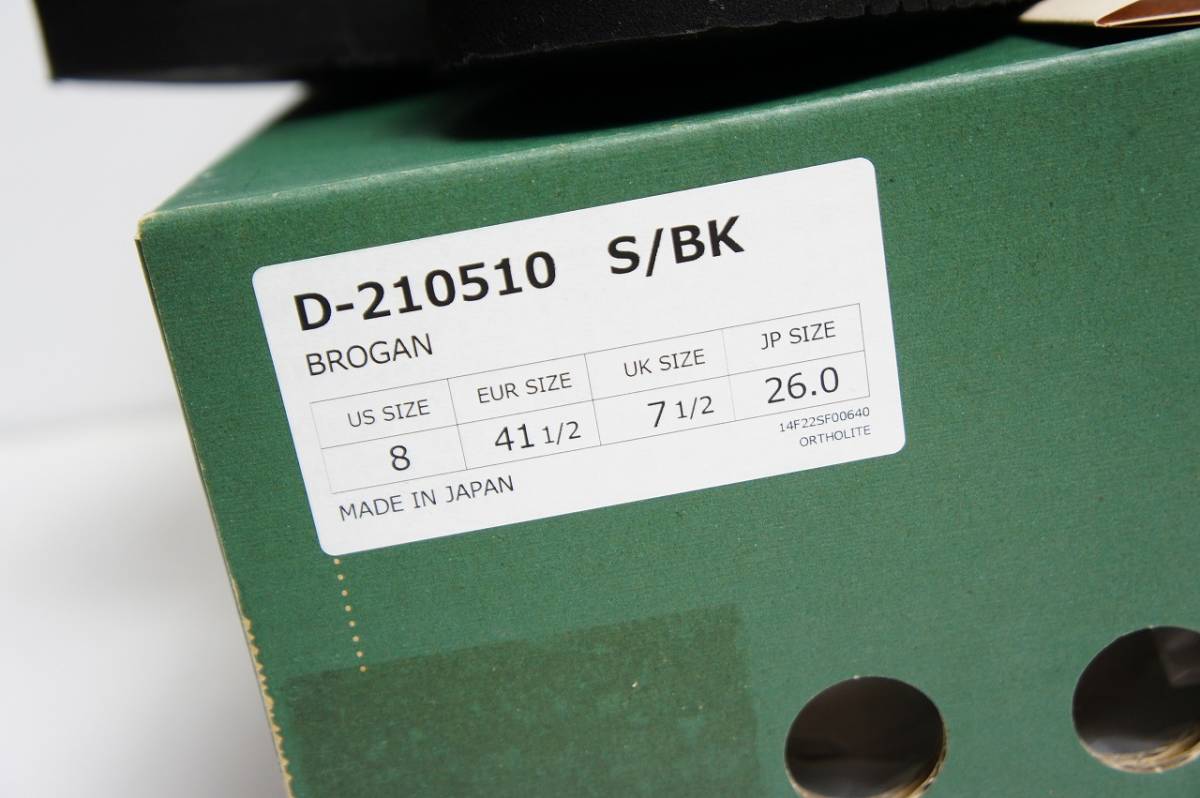 D-210510 S/BK
BROGAN
US SIZE EUR SIZE UK SIZE JP SIZE
8 41 1/2 7 1/2 26.0
14F22SF00640
ORTHOLITE
MADE IN JAPAN